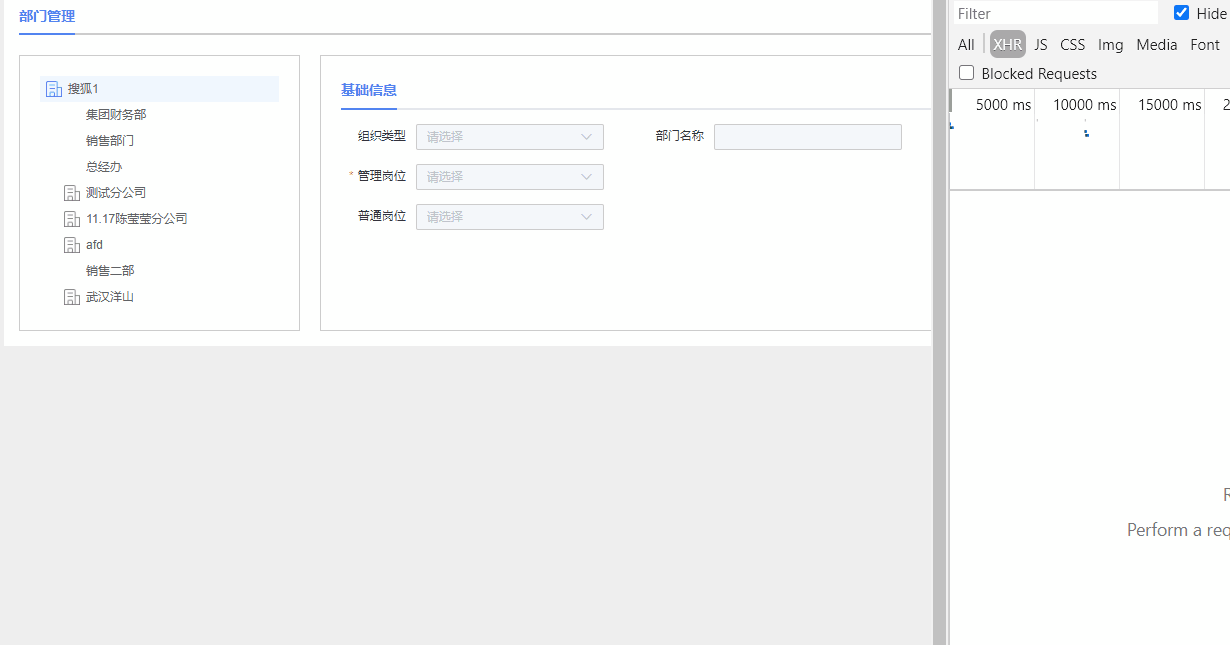 部门管理
搜狐1
集团财务部
销售部门
总经办
测试分公司
11.17陈莹莹分公司
afd
销售二部
武汉洋山
基础信息
组织类型 请选择 部门名称
* 管理岗位 请选择
普通岗位 请选择
Filter Hide
All XHR JS CSS Img Media Font
Blocked Requests
5000 ms 10000 ms 15000 ms 2
R
Perform a req